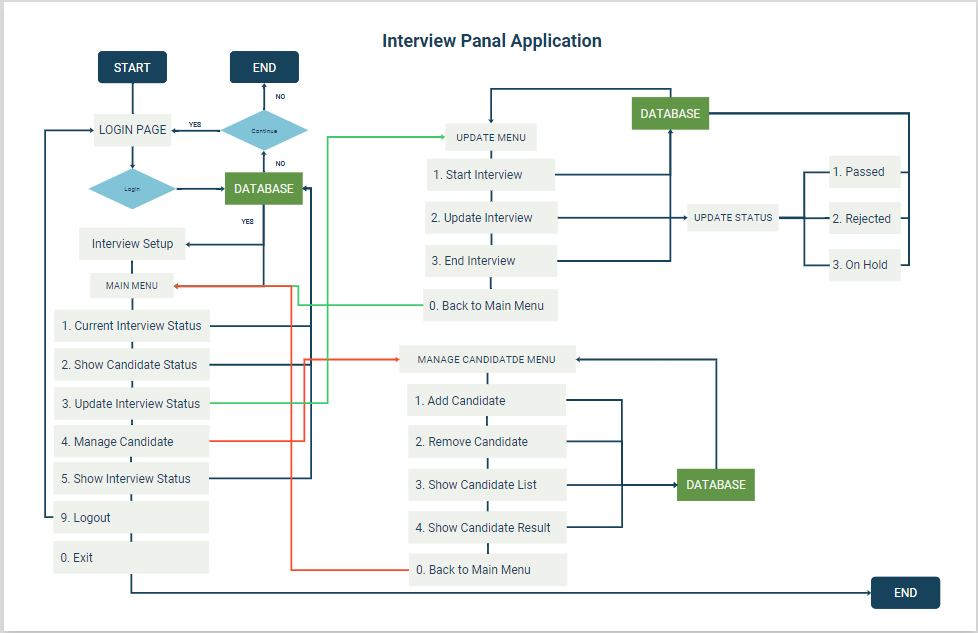 Interview Panal Application
START
END
NO
LOGIN PAGE
YES
Continue
NO
Login
DATABASE
YES
Interview Setup
MAIN MENU
1. Current Interview Status
2. Show Candidate Status
3. Update Interview Status
4. Manage Candidate
5. Show Interview Status
9. Logout
0. Exit
DATABASE
UPDATE MENU
1. Start Interview
2. Update Interview
3. End Interview
0. Back to Main Menu
UPDATE STATUS
1. Passed
2. Rejected
3. On Hold
MANAGE CANDIDATDE MENU
1. Add Candidate
2. Remove Candidate
3. Show Candidate List
4. Show Candidate Result
0. Back to Main Menu
DATABASE
END